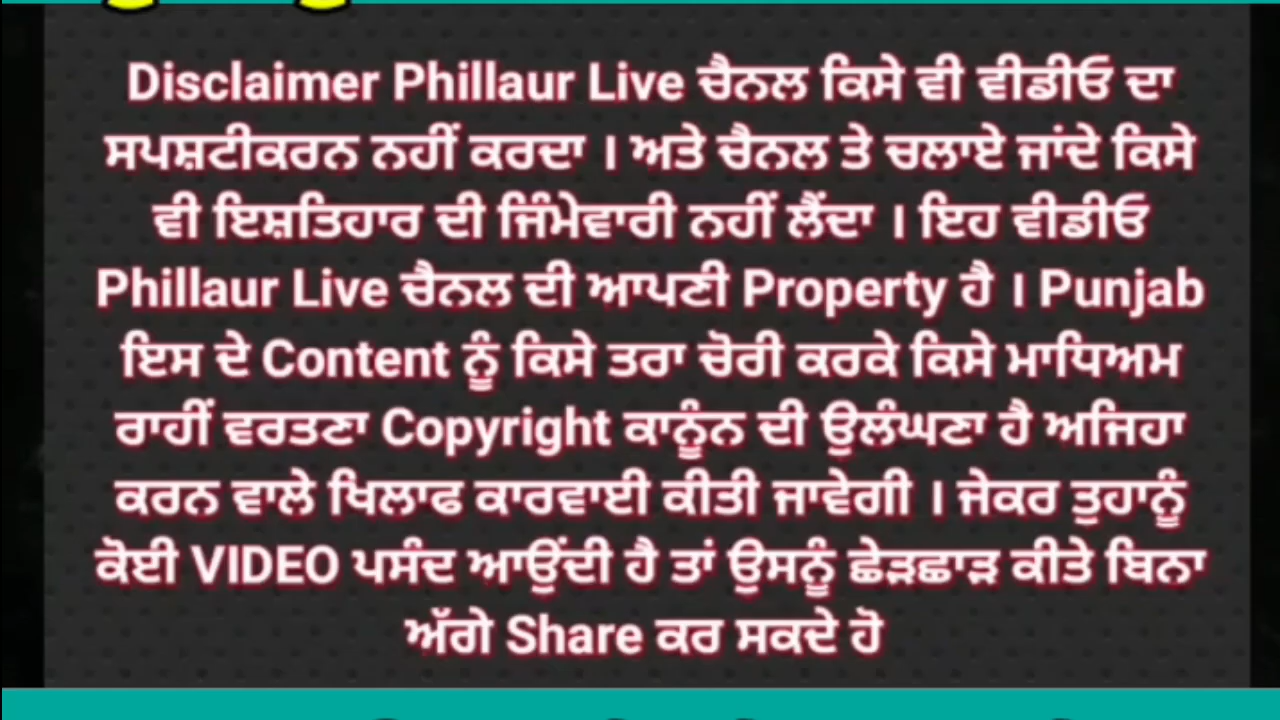 Disclaimer Phillaur Live ਚੈਨਲ ਕਿਸੇ ਵੀ ਵੀਡੀਓ ਦਾ
ਸਪਸ਼ਟੀਕਰਨ ਨਹੀਂ ਕਰਦਾ । ਅਤੇ ਚੈਨਲ ਤੇ ਚਲਾਏ ਜਾਂਦੇ ਕਿਸੇ
ਵੀ ਇਸ਼ਤਿਹਾਰ ਦੀ ਜਿੰਮੇਵਾਰੀ ਨਹੀਂ ਲੈਂਦਾ । ਇਹ ਵੀਡੀਓ
Phillaur Live ਚੈਨਲ ਦੀ ਆਪਣੀ Property ਹੈ । Punjab
ਇਸ ਦੇ Content ਨੂੰ ਕਿਸੇ ਤਰਾ ਚੋਰੀ ਕਰਕੇ ਕਿਸੇ ਮਾਧਿਅਮ
ਰਾਹੀਂ ਵਰਤਣਾ Copyright ਕਾਨੂੰਨ ਦੀ ਉਲੰਘਣਾ ਹੈ ਅਜਿਹਾ
ਕਰਨ ਵਾਲੇ ਖਿਲਾਫ ਕਾਰਵਾਈ ਕੀਤੀ ਜਾਵੇਗੀ । ਜੇਕਰ ਤੁਹਾਨੂੰ
ਕੋਈ VIDEO ਪਸੰਦ ਆਉਂਦੀ ਹੈ ਤਾਂ ਉਸਨੂੰ ਛੇੜਛਾੜ ਕੀਤੇ ਬਿਨਾ
ਅੱਗੇ Share ਕਰ ਸਕਦੇ ਹੋ